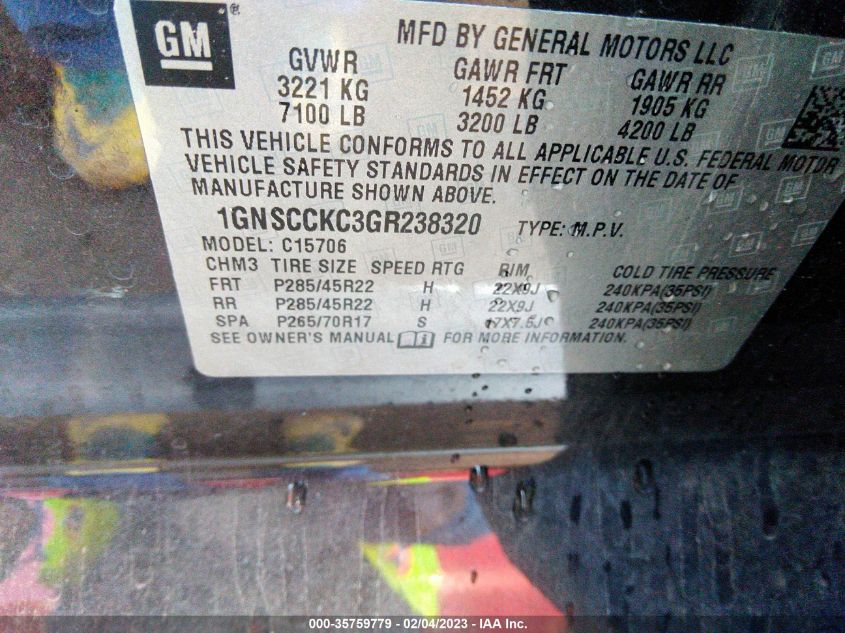 GM ®
MFD BY GENERAL MOTORS LLC
GVWR GAWR FRT GAWR RR
3221 KG 1452 KG 1905 KG
7100 LB 3200 LB 4200 LB
THIS VEHICLE CONFORMS TO ALL APPLICABLE U.S. FEDERAL MOTOR
VEHICLE SAFETY STANDARDS IN EFFECT ON THE DATE OF
MANUFACTURE SHOWN ABOVE.
1GNSCCKC3GR238320 TYPE: M.P.V.
MODEL: C15706
CHM3 TIRE SIZE SPEED RTG RIM COLD TIRE PRESSURE
FRT P285/45R22 H 22X9J 240KPA(35PSI)
RR P285/45R22 H 22X9J 240KPA(35PSI)
SPA P265/70R17 S 17X7.5J 240KPA(35PSI)
SEE OWNER'S MANUAL FOR MORE INFORMATION.
000-35759779 - 02/04/2023 - IAA Inc.